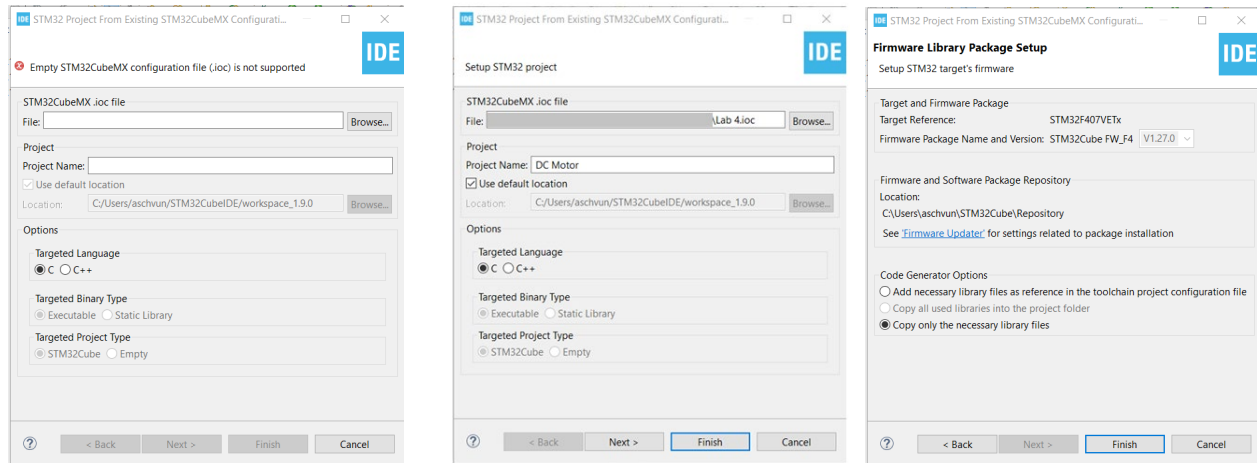 IDE STM32 Project From Existing STM32CubeMX Configurati...
IDE
Empty STM32CubeMX configuration file (.ioc) is not supported
STM32CubeMX .ioc file
File:
Browse...
Project
Project Name:
Use default location
Location:
C:/Users/aschvun/STM32CubeIDE/workspace_1.9.0
Browse...
Options
Targeted Language
C C++
Targeted Binary Type
Executable Static Library
Targeted Project Type
STM32Cube Empty
? < Back Next > Finish Cancel
IDE STM32 Project From Existing STM32CubeMX Configurati...
IDE
Setup STM32 project
STM32CubeMX .ioc file
File: \Lab 4.ioc Browse...
Project
Project Name: DC Motor
Use default location
Location: C:/Users/aschvun/STM32CubeIDE/workspace_1.9.0 Browse...
Options
Targeted Language
C C++
Targeted Binary Type
Executable Static Library
Targeted Project Type
STM32Cube Empty
? < Back Next > Finish Cancel
IDE STM32 Project From Existing STM32CubeMX Configurati...
Firmware Library Package Setup
IDE
Setup STM32 target's firmware
Target and Firmware Package
Target Reference: STM32F407VETx
Firmware Package Name and Version: STM32Cube FW_F4 V1.27.0
Firmware and Software Package Repository
Location:
C:\Users\aschvun\STM32Cube\Repository
See 'Firmware Updater' for settings related to package installation
Code Generator Options
Add necessary library files as reference in the toolchain project configuration file
Copy all used libraries into the project folder
Copy only the necessary library files
? < Back Next > Finish Cancel